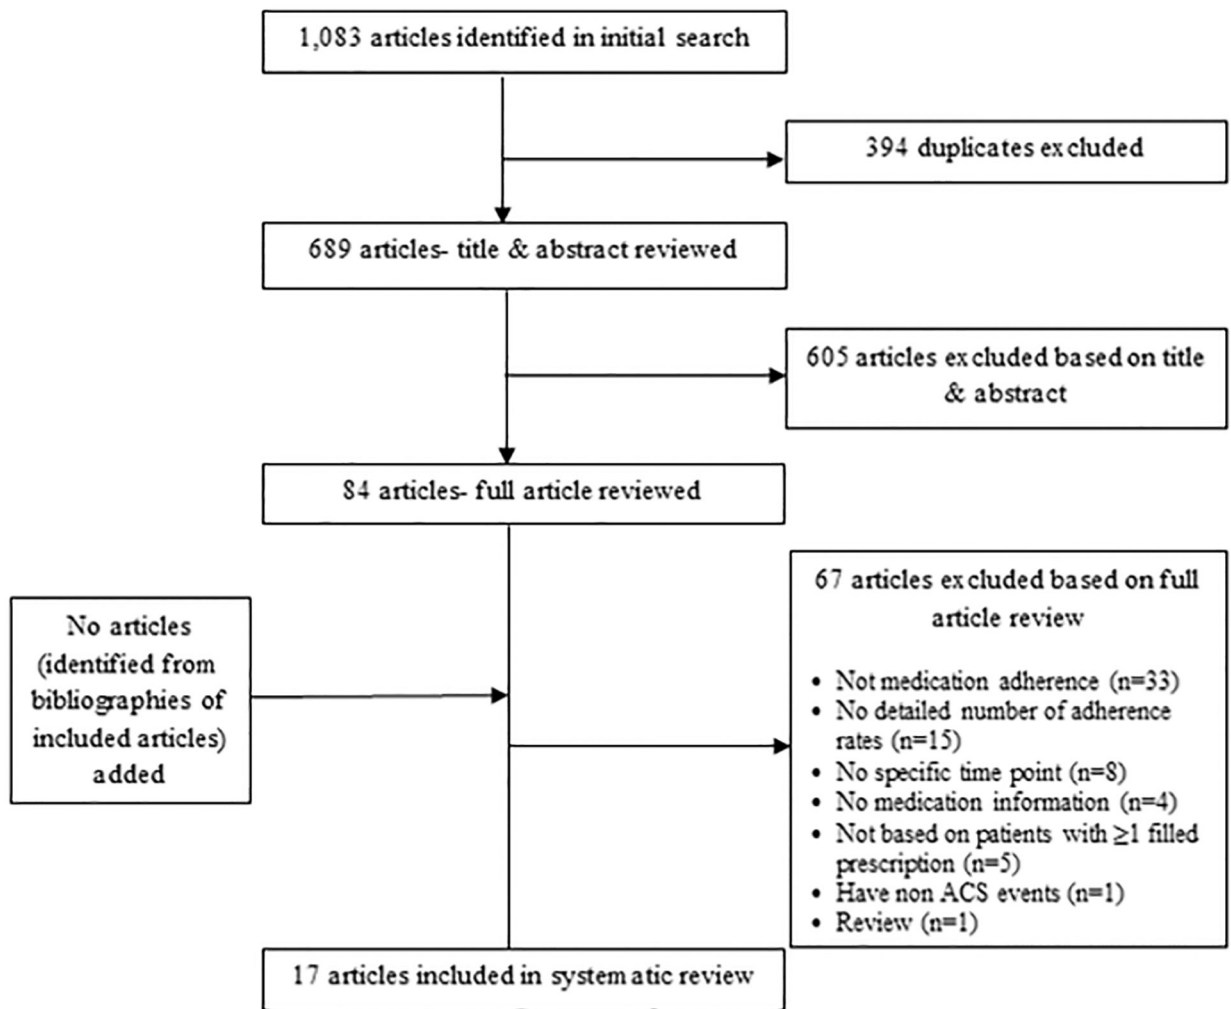 1,083 articles identified in initial search
394 duplicates excluded
689 articles- title & abstract reviewed
605 articles excluded based on title
& abstract
84 articles- full article reviewed
No articles
(identified from
bibliographies of
included articles)
added
67 articles excluded based on full
article review
• Not medication adherence (n=33)
• No detailed number of adherence
rates (n=15)
• No specific time point (n=8)
• No medication information (n=4)
• Not based on patients with ≥1 filled
prescription (n=5)
• Have non ACS events (n=1)
• Review (n=1)
17 articles included in systematic review